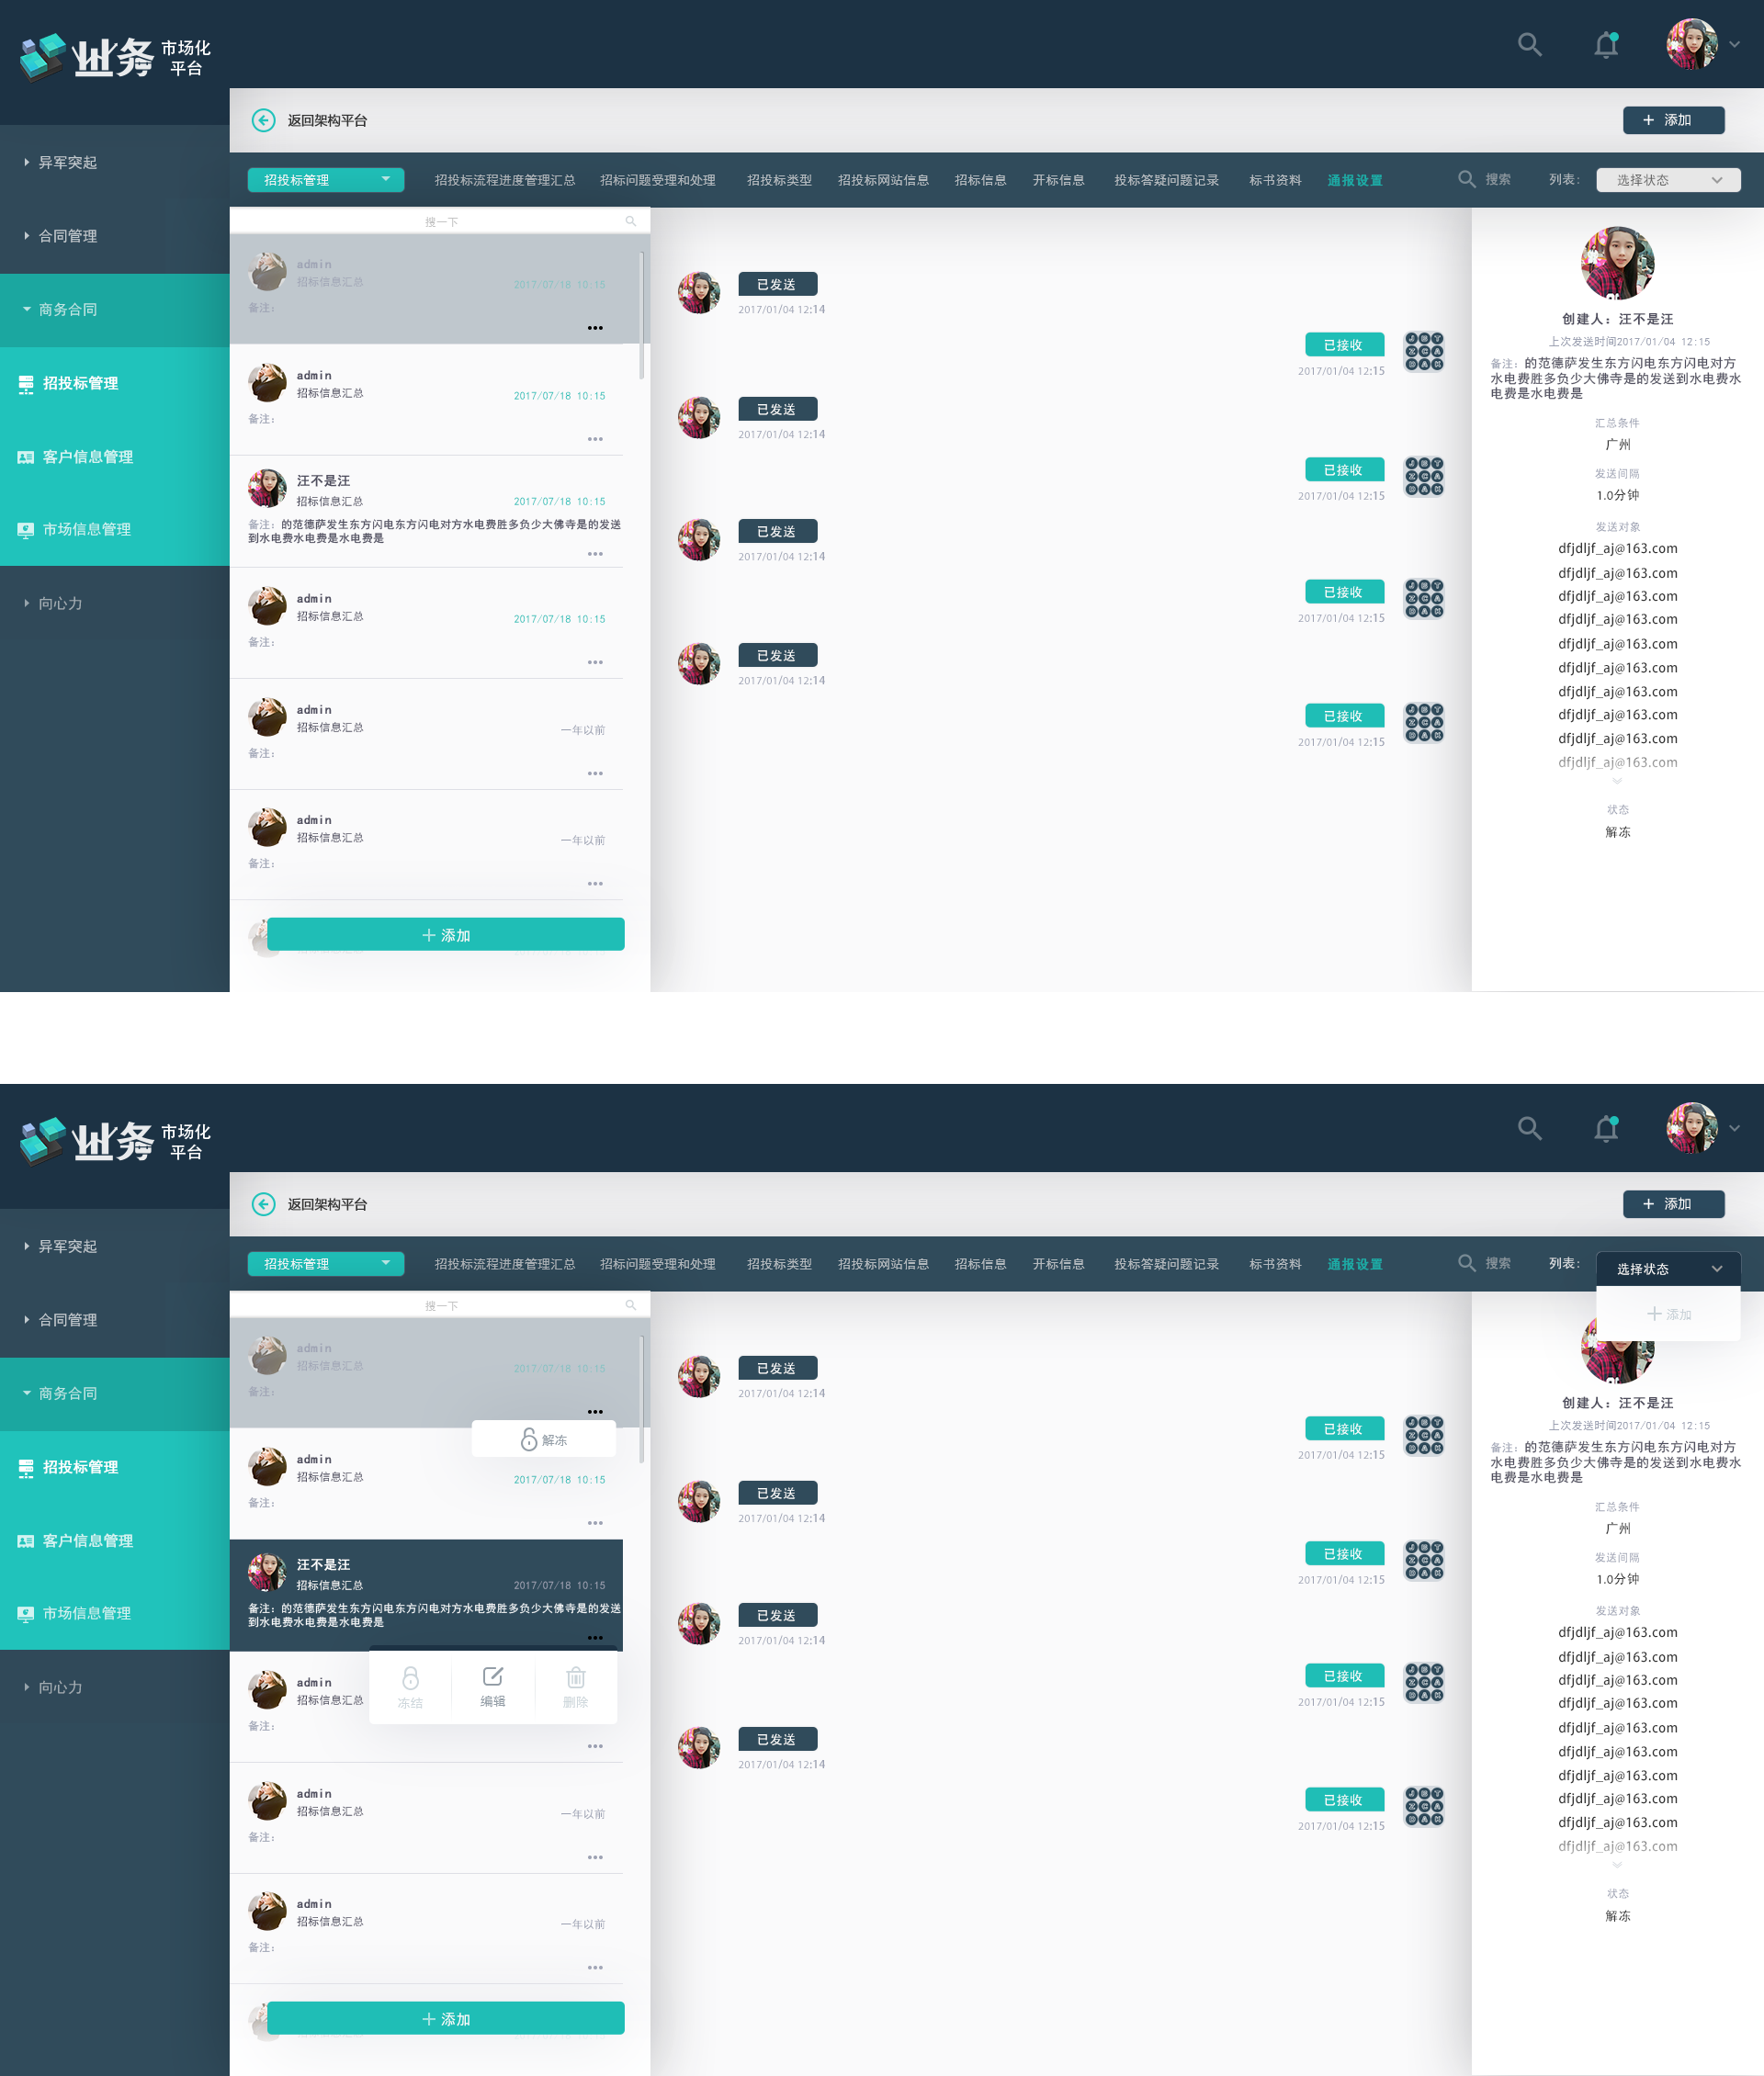 业务 市场化
平台
返回架构平台
添加
异军突起
合同管理
商务合同
招投标管理
客户信息管理
市场信息管理
向心力
招投标管理 招投标流程进度管理汇总 招标问题受理和处理 招投标类型 招投标网站信息 招标信息 开标信息 投标答疑问题记录 标书资料 通报设置 搜索 列表: 选择状态
搜一下
admin
招标信息汇总
2017/07/18 10:15
备注:
admin
招标信息汇总
2017/07/18 10:15
备注:
汪不是汪
招标信息汇总
2017/07/18 10:15
备注: 的范德萨发生东方闪电东方闪电对方水电费胜多负少大佛寺是的发送
到水电费水电费是水电费是
admin
招标信息汇总
2017/07/18 10:15
备注:
admin
招标信息汇总
一年以前
备注:
admin
招标信息汇总
一年以前
备注:
添加
已发送
2017/01/04 12:14
已接收
2017/01/04 12:15
已发送
2017/01/04 12:14
已接收
2017/01/04 12:15
已发送
2017/01/04 12:14
已接收
2017/01/04 12:15
已发送
2017/01/04 12:14
已接收
2017/01/04 12:15
创建人: 汪不是汪
上次发送时间2017/01/04 12:15
备注: 的范德萨发生东方闪电东方闪电对方
水电费胜多负少大佛寺是的发送到水电费水
电费是水电费是
汇总条件
广州
发送间隔
1.0分钟
发送对象
dfjdljf_aj@163.com
dfjdljf_aj@163.com
dfjdljf_aj@163.com
dfjdljf_aj@163.com
dfjdljf_aj@163.com
dfjdljf_aj@163.com
dfjdljf_aj@163.com
dfjdljf_aj@163.com
dfjdljf_aj@163.com
dfjdljf_aj@163.com
状态
解冻
业务 市场化
平台
返回架构平台
添加
异军突起
合同管理
商务合同
招投标管理
客户信息管理
市场信息管理
向心力
招投标管理 招投标流程进度管理汇总 招标问题受理和处理 招投标类型 招投标网站信息 招标信息 开标信息 投标答疑问题记录 标书资料 通报设置 搜索 列表: 选择状态
添加
搜一下
admin
招标信息汇总
2017/07/18 10:15
备注:
解冻
admin
招标信息汇总
2017/07/18 10:15
备注:
汪不是汪
招标信息汇总
2017/07/18 10:15
备注: 的范德萨发生东方闪电东方闪电对方水电费胜多负少大佛寺是的发送
到水电费水电费是水电费是
冻结 编辑 删除
admin
招标信息汇总
备注:
admin
招标信息汇总
一年以前
备注:
admin
招标信息汇总
一年以前
备注:
添加
已发送
2017/01/04 12:14
已接收
2017/01/04 12:15
已发送
2017/01/04 12:14
已接收
2017/01/04 12:15
已发送
2017/01/04 12:14
已接收
2017/01/04 12:15
已发送
2017/01/04 12:14
已接收
2017/01/04 12:15
创建人: 汪不是汪
上次发送时间2017/01/04 12:15
备注: 的范德萨发生东方闪电东方闪电对方
水电费胜多负少大佛寺是的发送到水电费水
电费是水电费是
汇总条件
广州
发送间隔
1.0分钟
发送对象
dfjdljf_aj@163.com
dfjdljf_aj@163.com
dfjdljf_aj@163.com
dfjdljf_aj@163.com
dfjdljf_aj@163.com
dfjdljf_aj@163.com
dfjdljf_aj@163.com
dfjdljf_aj@163.com
dfjdljf_aj@163.com
dfjdljf_aj@163.com
状态
解冻